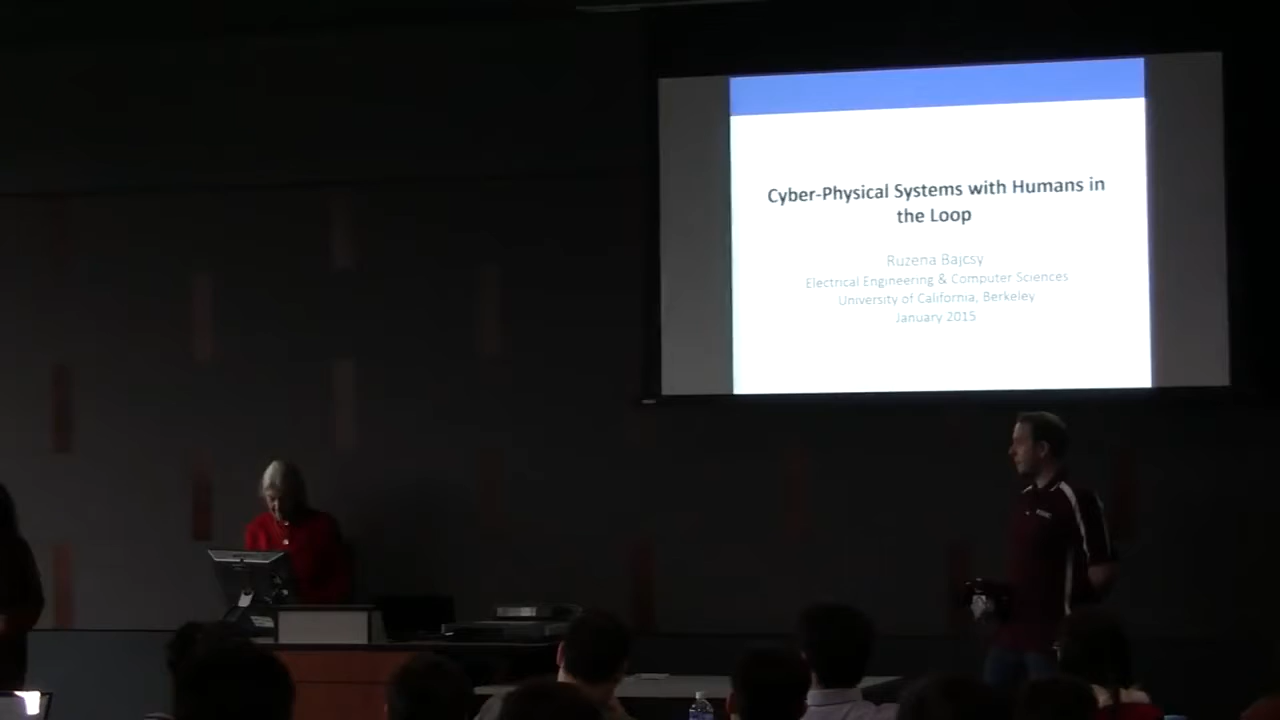 Cyber-Physical Systems with Humans in
the Loop
Ruzena Bajcsy
Electrical Engineering & Computer Sciences
University of California, Berkeley
January 2015